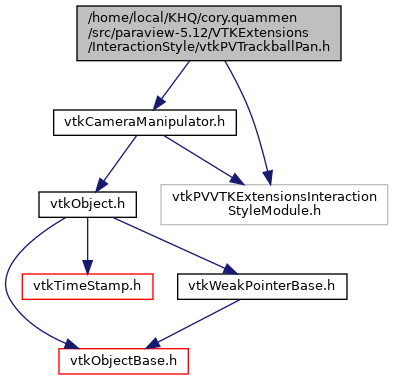 /home/local/KHQ/cory.quammen
/src/paraview-5.12/VTKExtensions
/InteractionStyle/vtkPVTrackballPan.h
vtkCameraManipulator.h
vtkObject.h
vtkPVVTKExtensionsInteraction
StyleModule.h
vtkTimeStamp.h
vtkWeakPointerBase.h
vtkObjectBase.h